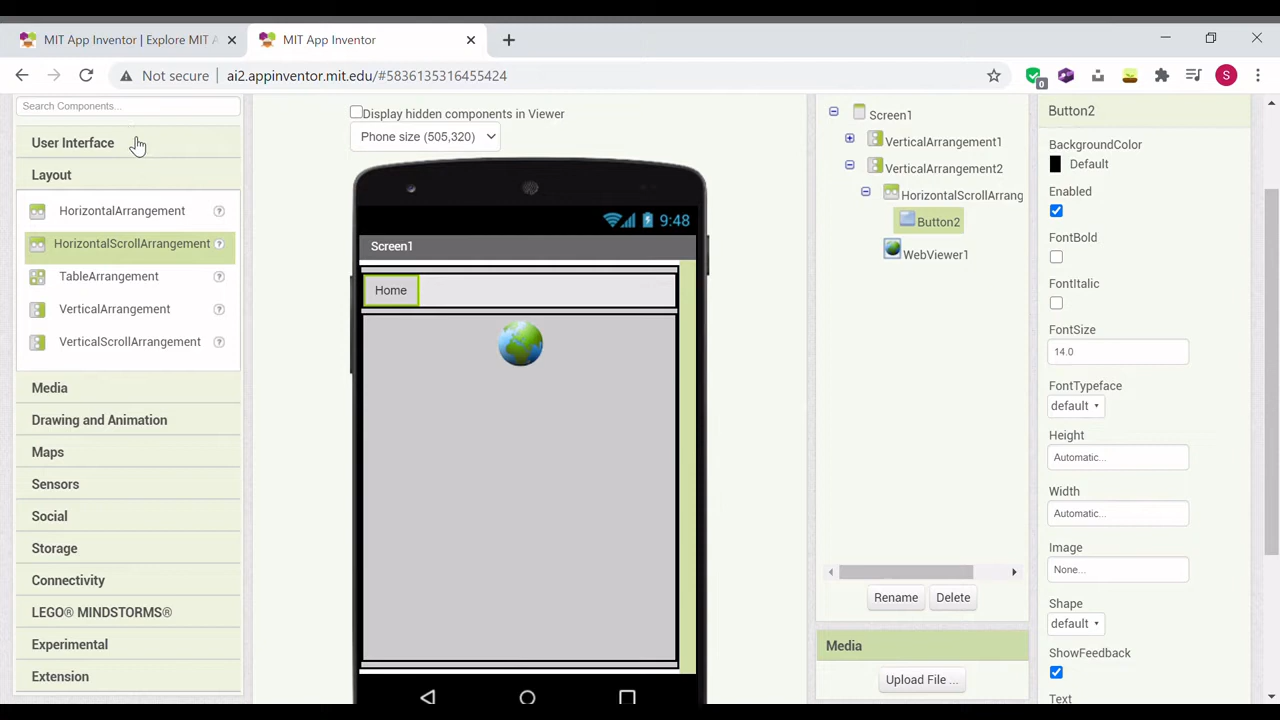 MIT App Inventor | Explore MIT A
MIT App Inventor
Not secure
ai2.appinventor.mit.edu/#5836135316455424
0
S
Search Components...
User Interface
Layout
HorizontalArrangement
?
HorizontalScrollArrangement
?
TableArrangement
?
VerticalArrangement
?
VerticalScrollArrangement
?
Media
Drawing and Animation
Maps
Sensors
Social
Storage
Connectivity
LEGO® MINDSTORMS®
Experimental
Extension
Display hidden components in Viewer
Phone size (505,320)
9:48
Screen1
Home
Screen1
VerticalArrangement1
VerticalArrangement2
HorizontalScrollArrang
Button2
WebViewer1
Rename
Delete
Media
Upload File ...
Button2
BackgroundColor
Default
Enabled
FontBold
FontItalic
FontSize
14.0
FontTypeface
default
Height
Automatic...
Width
Automatic...
Image
None...
Shape
default
ShowFeedback
Text